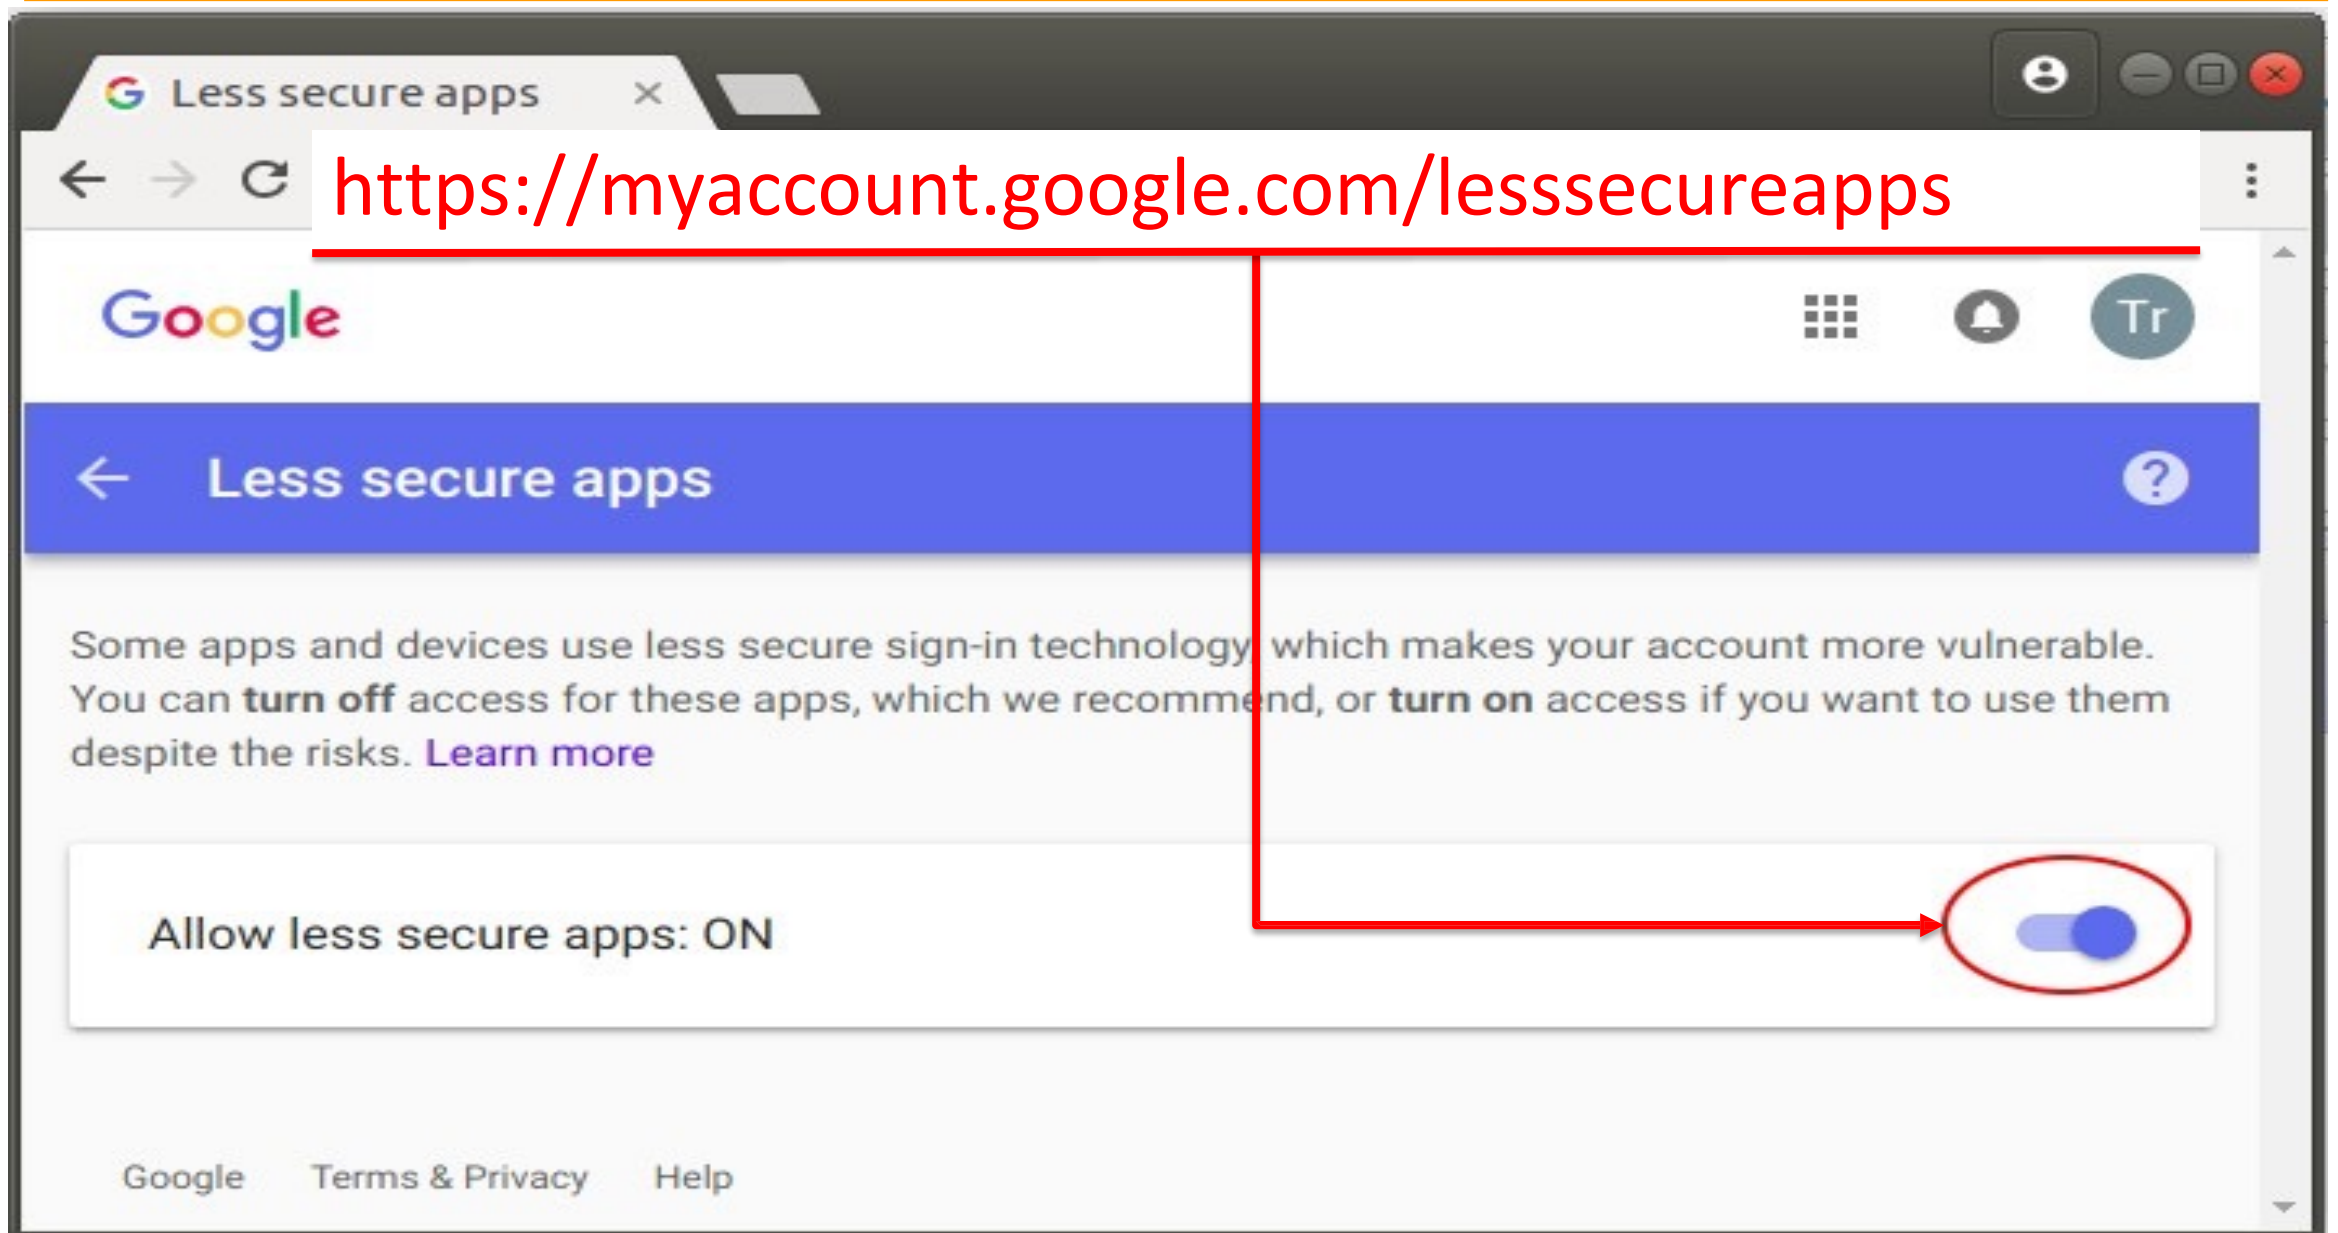 Less secure apps
https://myaccount.google.com/lesssecureapps
Google
Tr
Less secure apps
Some apps and devices use less secure sign-in technology, which makes your account more vulnerable.
You can turn off access for these apps, which we recommend, or turn on access if you want to use them
despite the risks. Learn more
Allow less secure apps: ON
Google Terms & Privacy Help